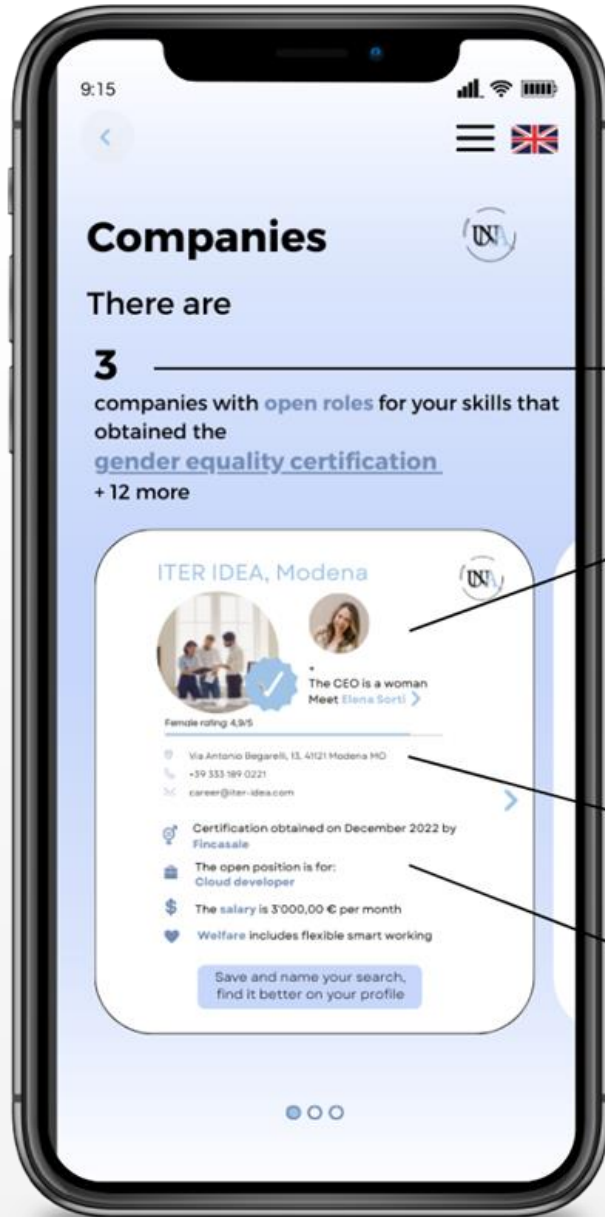 9:15
Companies
UNA
There are
3
companies with open roles for your skills that
obtained the
gender equality certification
+ 12 more
ITER IDEA, Modena
UNA
The CEO is a woman
Meet Elena Sorti
Female rating: 4,9/5
Via Antonio Begarelli, 13, 41121 Modena MO
+39 333 189 0221
career@iter-idea.com
Certification obtained on December 2022 by
Fincasale
The open position is for:
Cloud developer
The salary is 3'000,00 € per month
Welfare includes flexible smart working
Save and name your search,
find it better on your profile